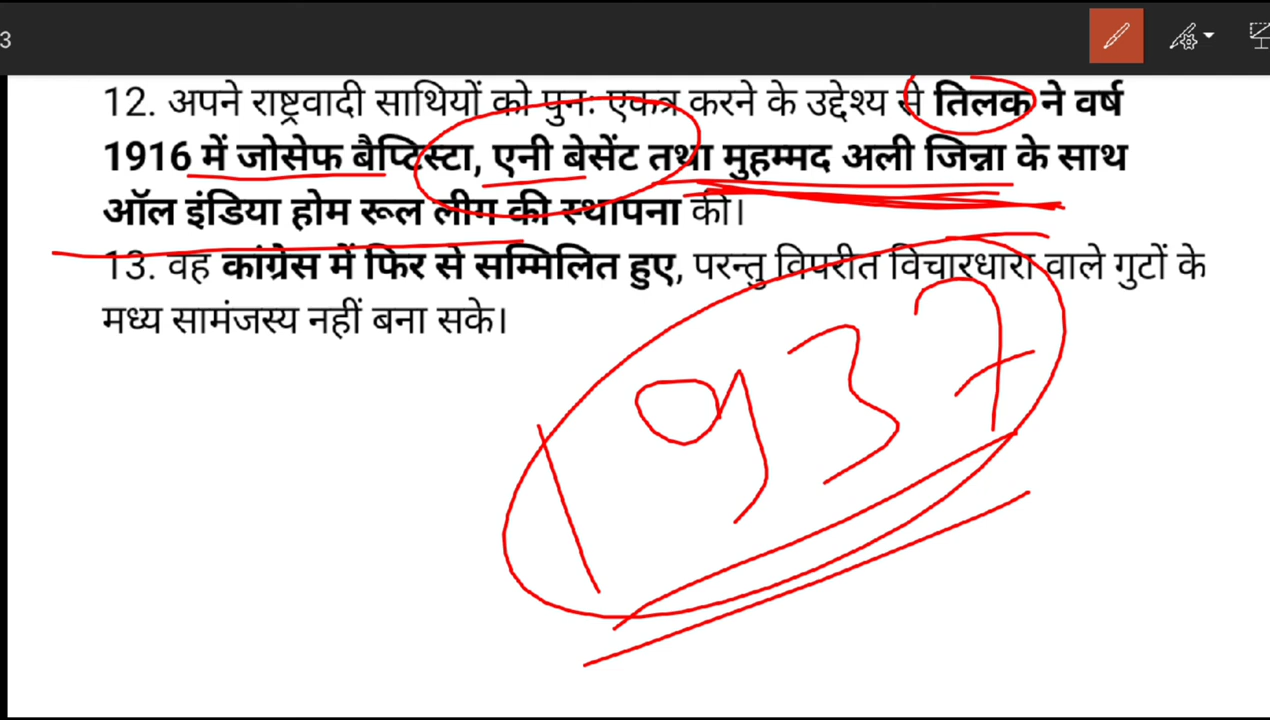 3
12. अपने राष्ट्रवादी साथियों को पुनः एकत्र करने के उद्देश्य से तिलक ने वर्ष
1916 में जोसेफ बैप्टिस्टा, एनी बेसेंट तथा मुहम्मद अली जिन्ना के साथ
ऑल इंडिया होम रूल लीग की स्थापना की।
13. वह कांग्रेस में फिर से सम्मिलित हुए, परन्तु विपरीत विचारधारा वाले गुटों के
मध्य सामंजस्य नहीं बना सके।
1937